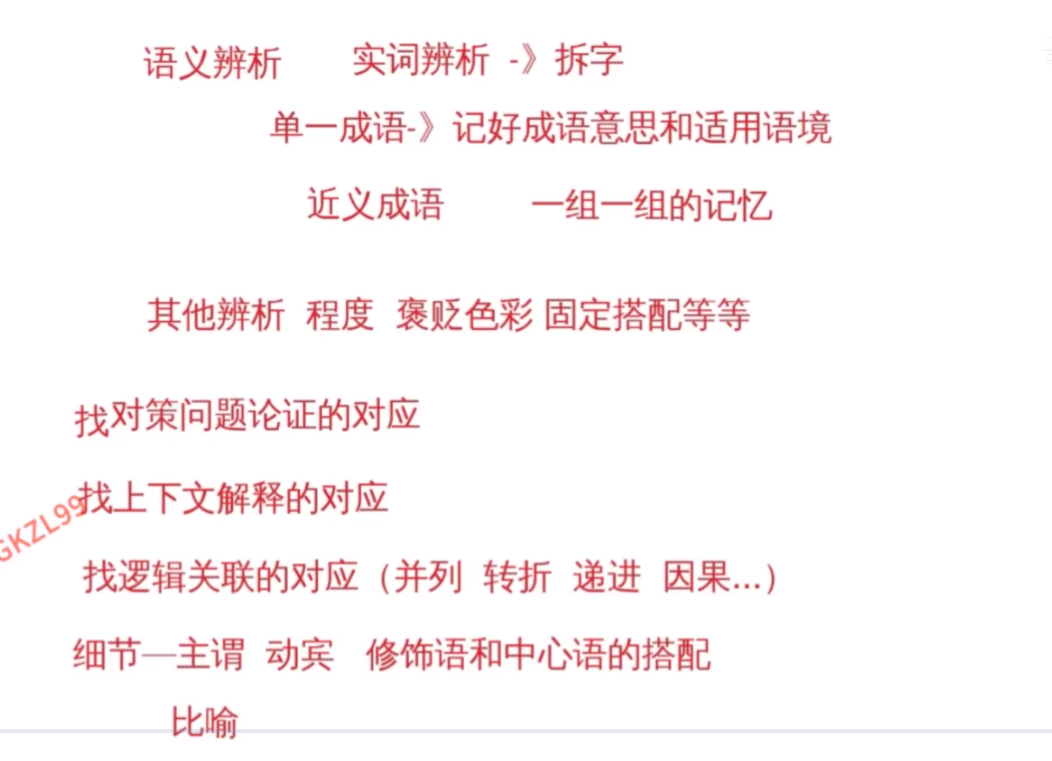 语义辨析 实词辨析 -》拆字
单一成语-》记好成语意思和适用语境
近义成语 一组一组的记忆
其他辨析 程度 褒贬色彩 固定搭配等等
找对策问题论证的对应
找上下文解释的对应
GKZL99
找逻辑关联的对应（并列 转折 递进 因果...）
细节—主谓 动宾 修饰语和中心语的搭配
比喻